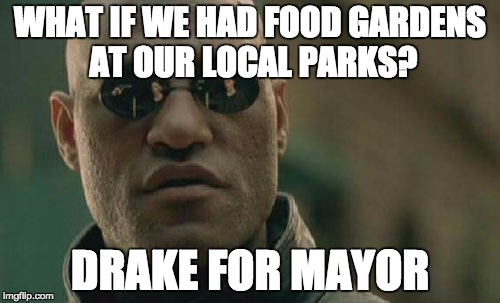 WHAT IF WE HAD FOOD GARDENS
AT OUR LOCAL PARKS?
DRAKE FOR MAYOR
imgflip.com